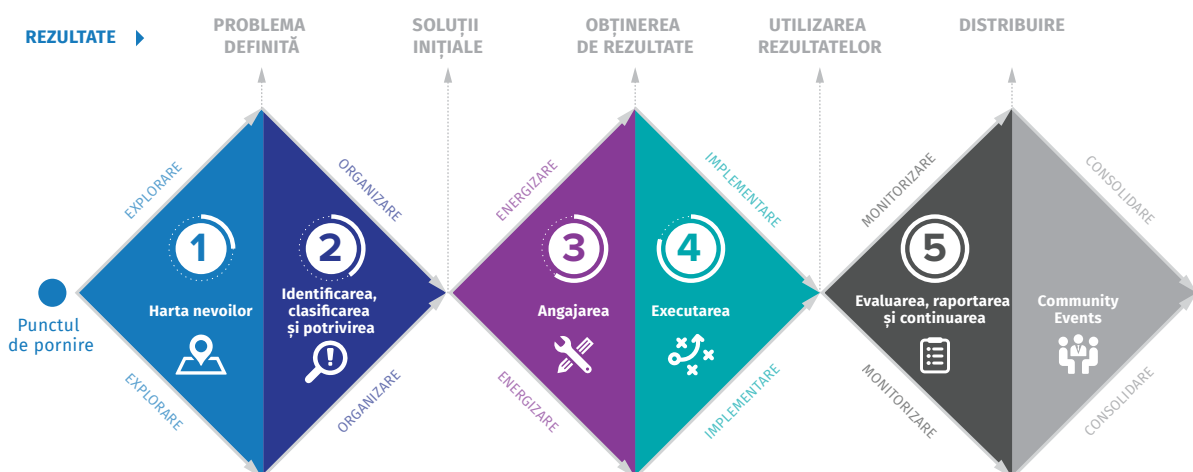 REZULTATE
PROBLEMA
DEFINITĂ
SOLUȚII
INIȚIALE
OBȚINEREA
DE REZULTATE
UTILIZAREA
REZULTATELOR
DISTRIBUIRE
EXPLORARE
ORGANIZARE
ENERGIZARE
IMPLEMENTARE
MONITORIZARE
CONSOLIDARE
1
2
3
4
5
Punctul
de pornire
Harta nevoilor
Identificarea,
clasificarea
și potrivirea
Angajarea
Executarea
Evaluarea, raportarea
și continuarea
Community
Events
EXPLORARE
ORGANIZARE
ENERGIZARE
IMPLEMENTARE
MONITORIZARE
CONSOLIDARE